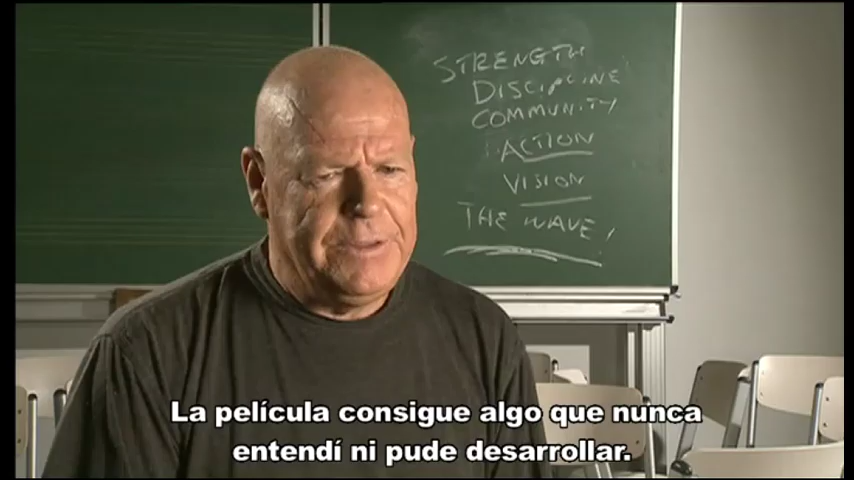 STRENGTH
DISCIPLINE
COMMUNITY
ACTION
VISION
THE WAVE!
La película consigue algo que nunca
entendí ni pude desarrollar.